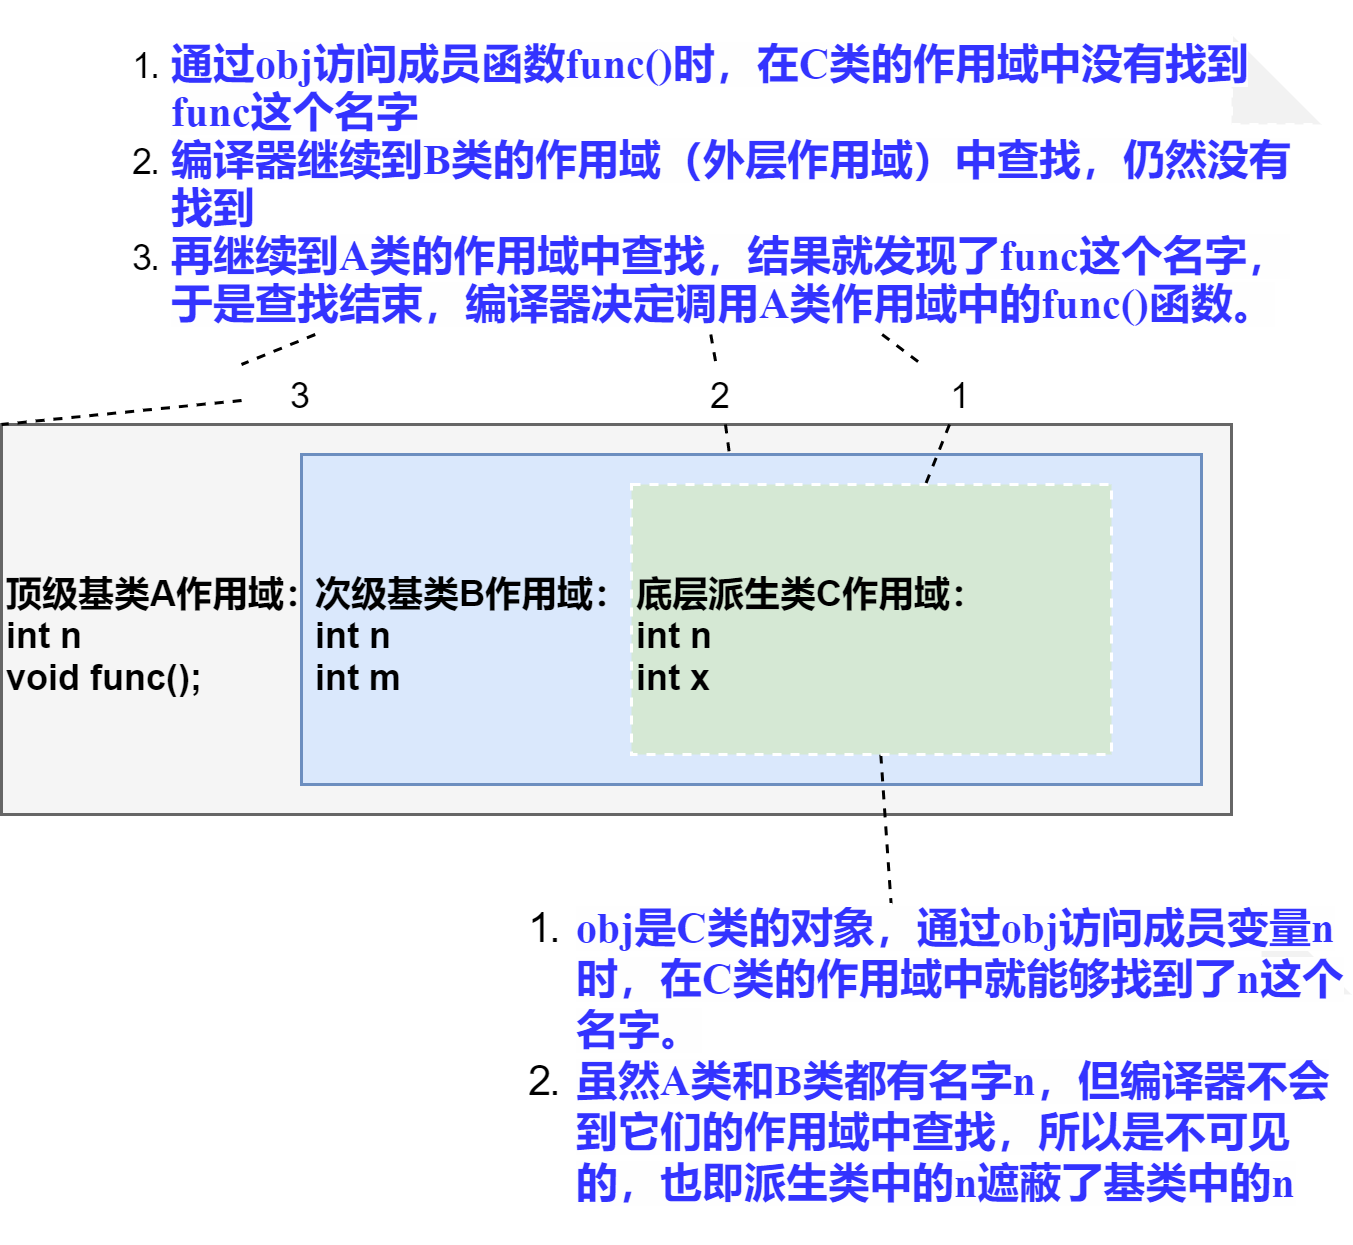 1. 通过obj访问成员函数func()时，在C类的作用域中没有找到
func这个名字
2. 编译器继续到B类的作用域（外层作用域）中查找，仍然没有
找到
3. 再继续到A类的作用域中查找，结果就发现了func这个名字，
于是查找结束，编译器决定调用A类作用域中的func()函数。
3
2
1
顶级基类A作用域：
int n
void func();
次级基类B作用域：
int n
int m
底层派生类C作用域：
int n
int x
1. obj是C类的对象，通过obj访问成员变量n
时，在C类的作用域中就能够找到了n这个
名字。
2. 虽然A类和B类都有名字n，但编译器不会
到它们的作用域中查找，所以是不可见
的，也即派生类中的n遮蔽了基类中的n